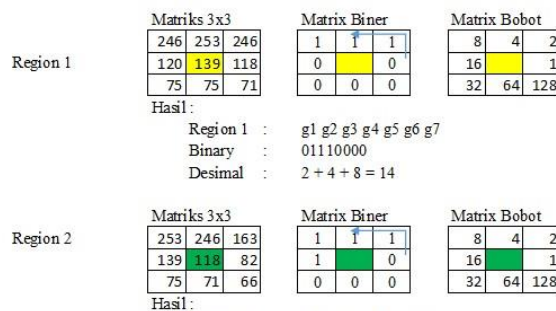 Matriks 3x3 Matrix Biner Matrix Bobot
246 253 246 1 1 1 8 4 2
Region 1 120 139 118 0 0 16 1
75 75 71 0 0 0 32 64 128
Hasil :
Region 1 : g1 g2 g3 g4 g5 g6 g7
Binary : 01110000
Desimal : 2 + 4 + 8 = 14
Matriks 3x3 Matrix Biner Matrix Bobot
Region 2 253 246 163 1 1 1 8 4 2
139 118 82 1 0 16 1
75 71 66 0 0 0 32 64 128
Hasil :